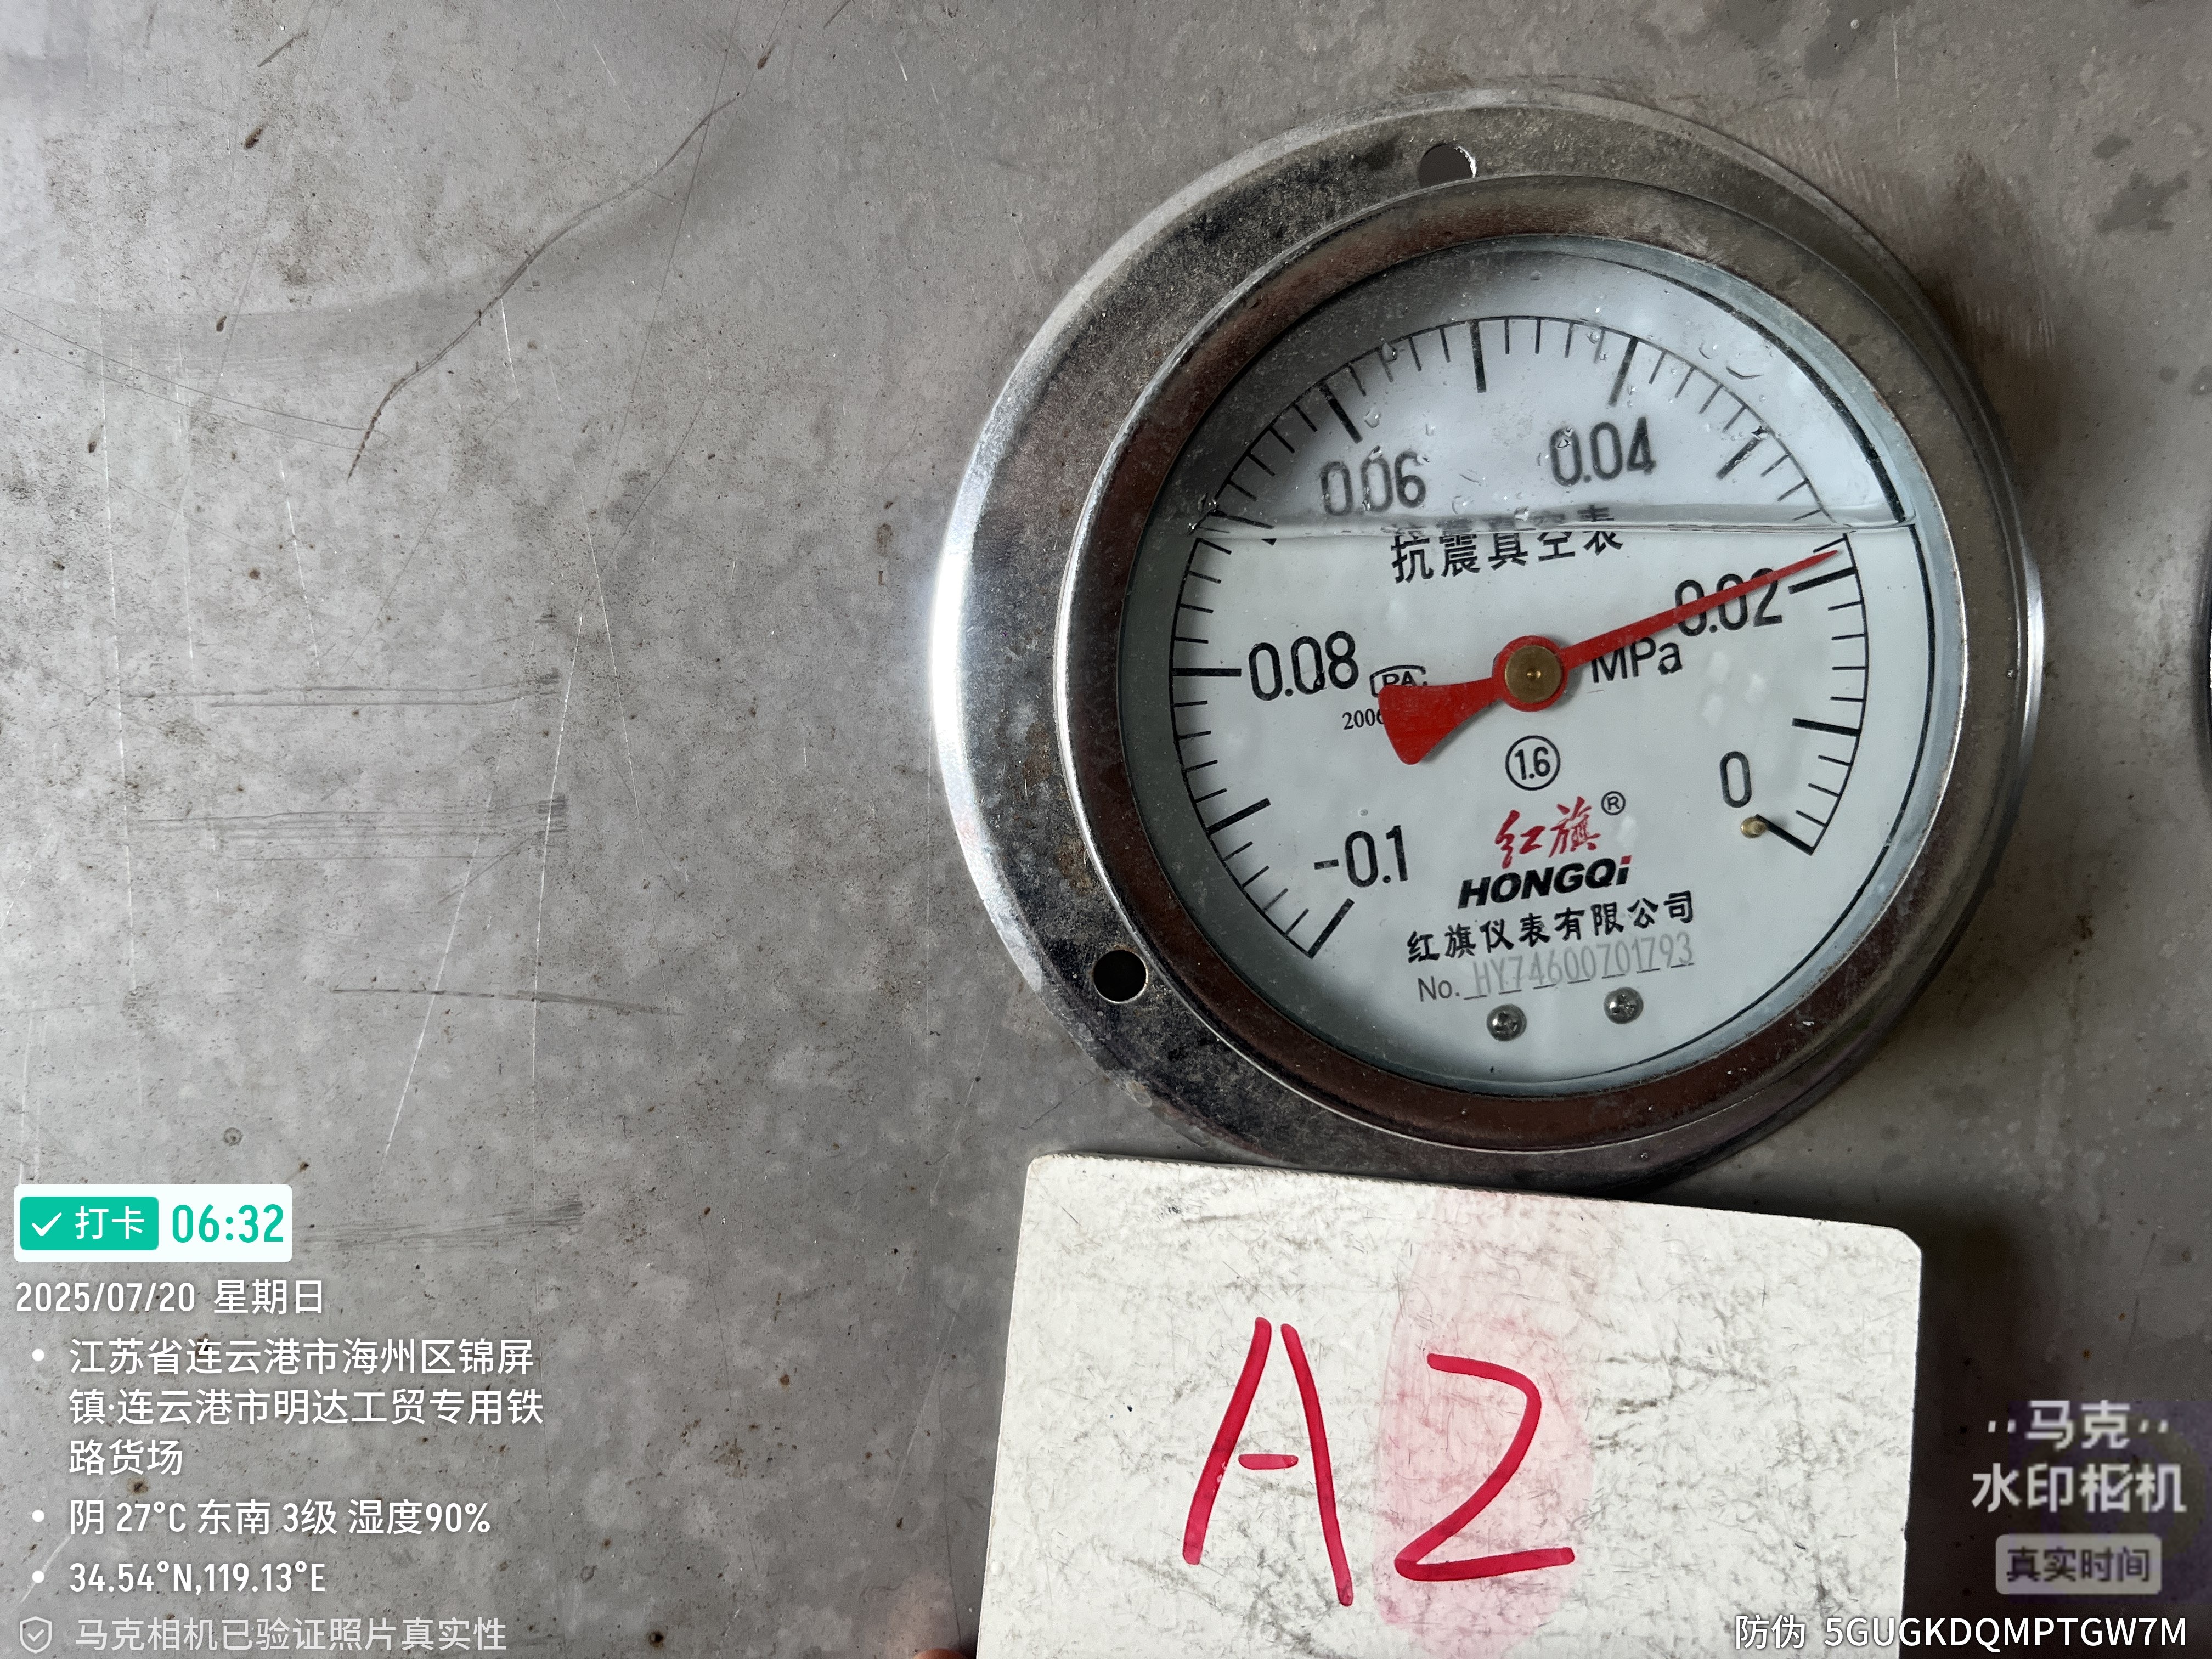 0.06
0.04
抗震真空表
0.08
0.02
PA
MPa
2006
1.6
0
-0.1
红旗®
HONGQi
红旗仪表有限公司
No. HY74600701793
A2
打卡 06:32
2025/07/20 星期日
江苏省连云港市海州区锦屏
镇·连云港市明达工贸专用铁
路货场
阴 27°C 东南 3级 湿度90%
34.54°N,119.13°E
马克相机已验证照片真实性
马克
水印相机
真实时间
防伪 5GUGKDQMPTGW7M